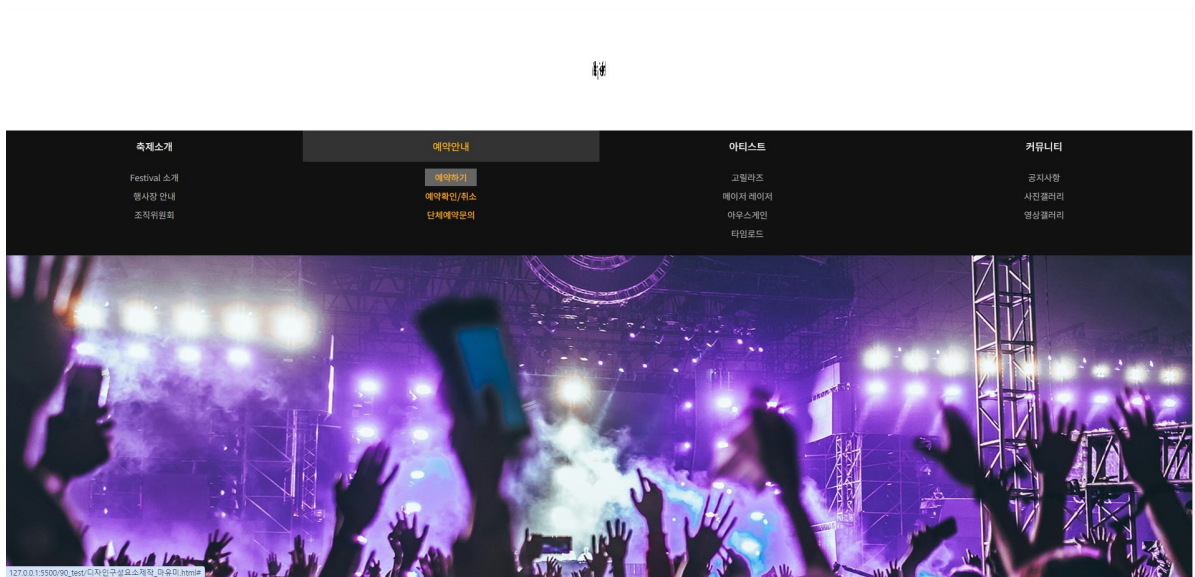 축제소개 예약안내 아티스트 커뮤니티
Festival 소개 예약하기 고릴라즈 공지사항
행사장 안내 예약확인/취소 메이저 레이저 사진갤러리
조직위원회 단체예약문의 아우스게인 영상갤러리
타임로드
127.0.0.1:5500/90_test/디자인구성요소제작_마유미.html#